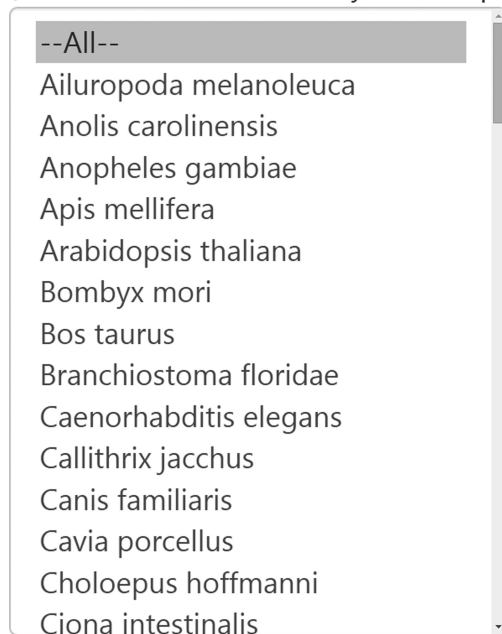 --All--
Ailuropoda melanoleuca
Anolis carolinensis
Anopheles gambiae
Apis mellifera
Arabidopsis thaliana
Bombyx mori
Bos taurus
Branchiostoma floridae
Caenorhabditis elegans
Callithrix jacchus
Canis familiaris
Cavia porcellus
Choloepus hoffmanni
Ciona intestinalis